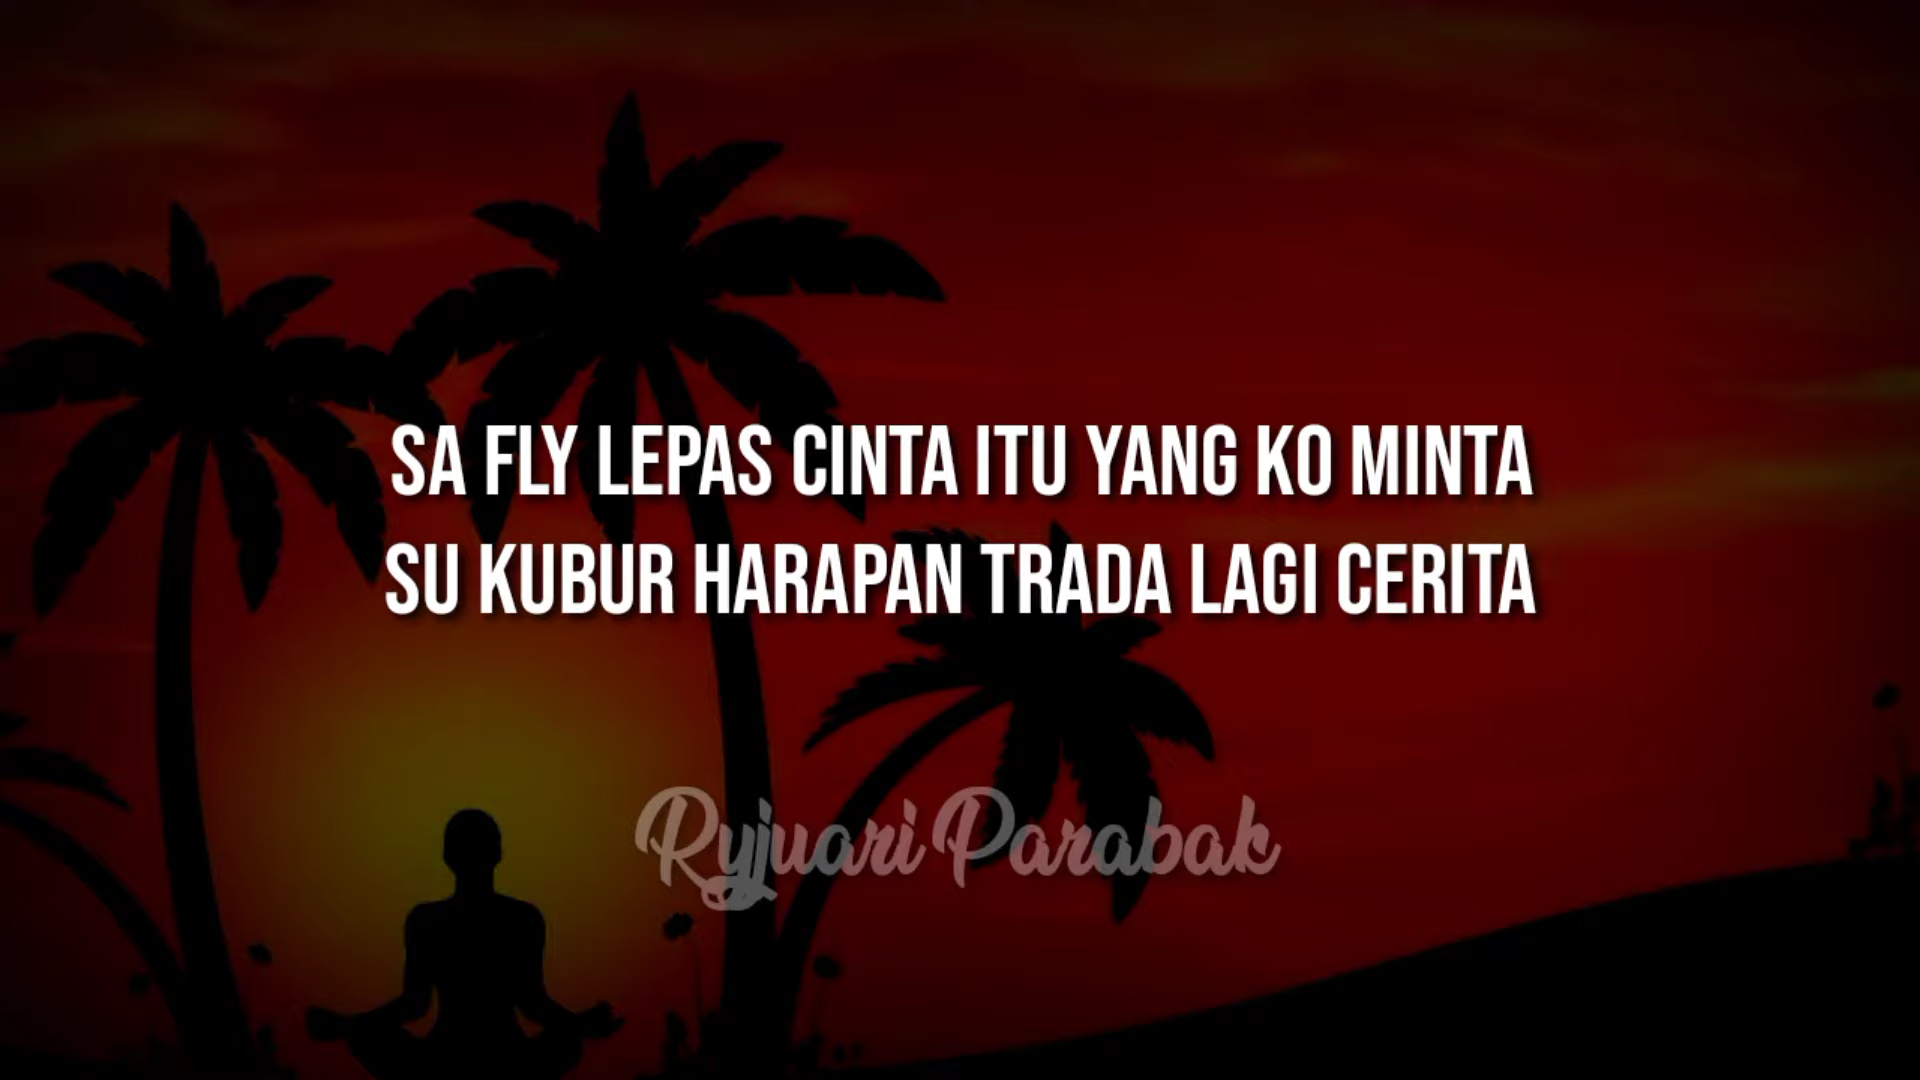 SA FLY LEPAS CINTA ITU YANG KO MINTA
SU KUBUR HARAPAN TRADA LAGI CERITA
Ryjuari Parabak